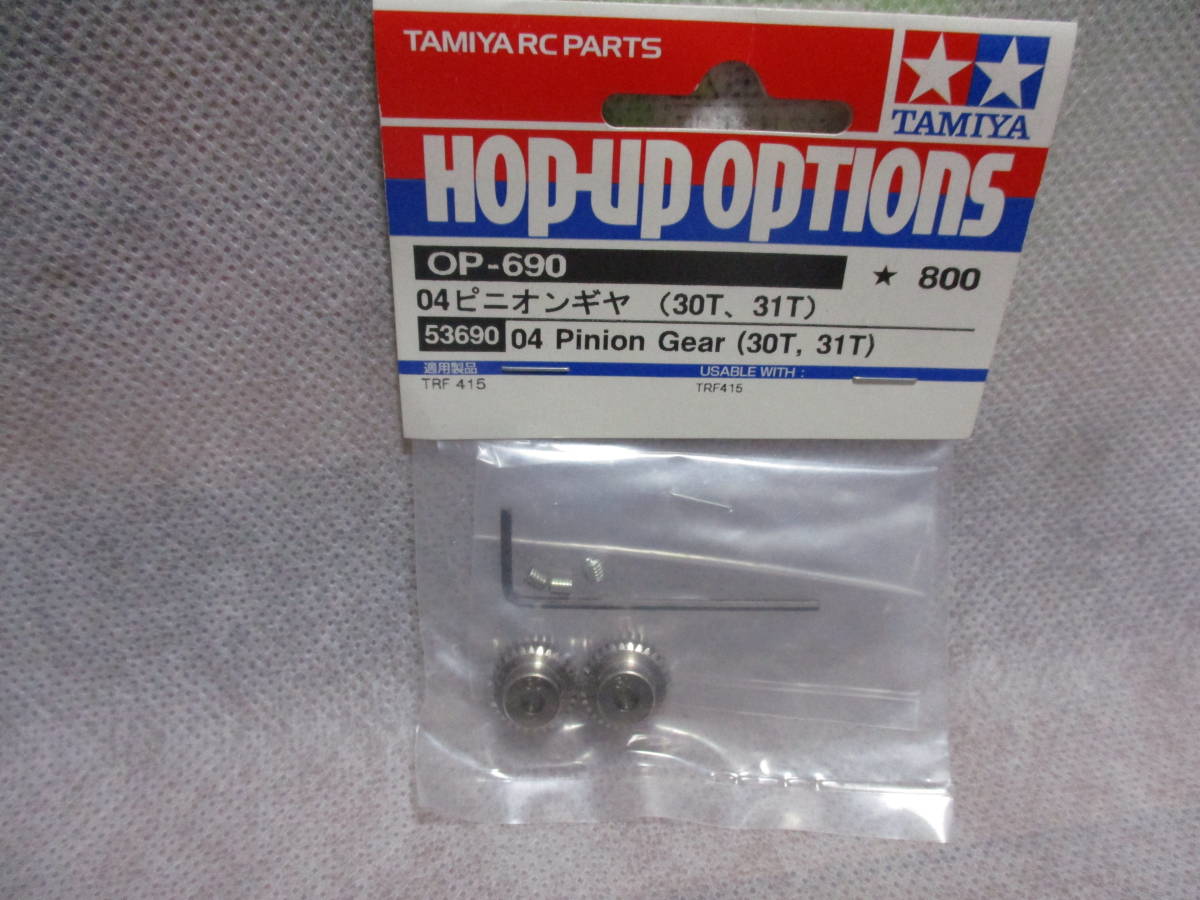 TAMIYA RC PARTS
TAMIYA
HOP-UP OPTIONS
OP-690
★ 800
04ピニオンギヤ (30T、31T)
53690 04 Pinion Gear (30T, 31T)
適用製品 USABLE WITH :
TRF 415 TRF415